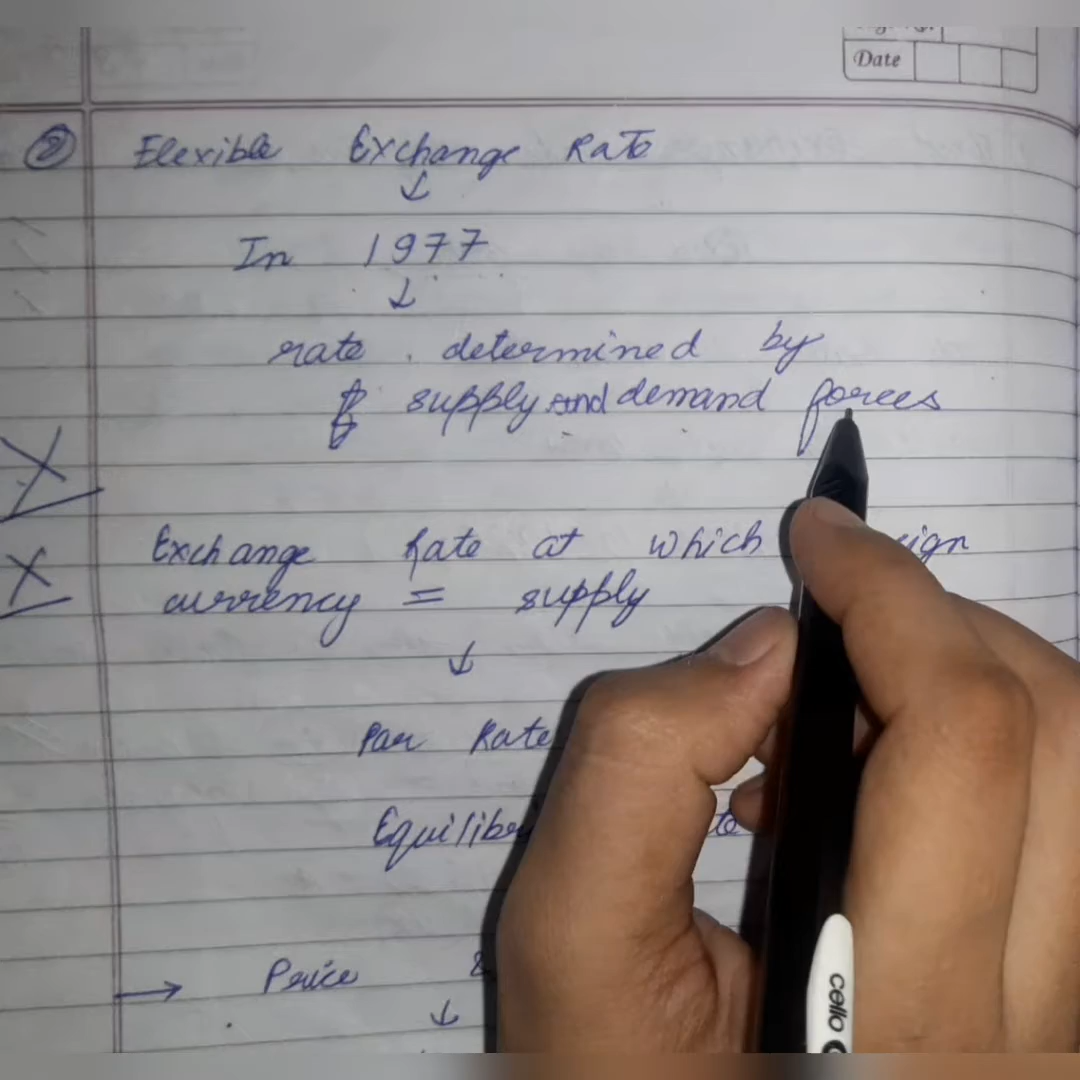 Date
② Flexible Exchange Rate
↓
In 1977
↓
rate . determined by
supply and demand forces
Exchange Rate at which
currency = supply
↓
Par Rate
→ Price
↓
cello